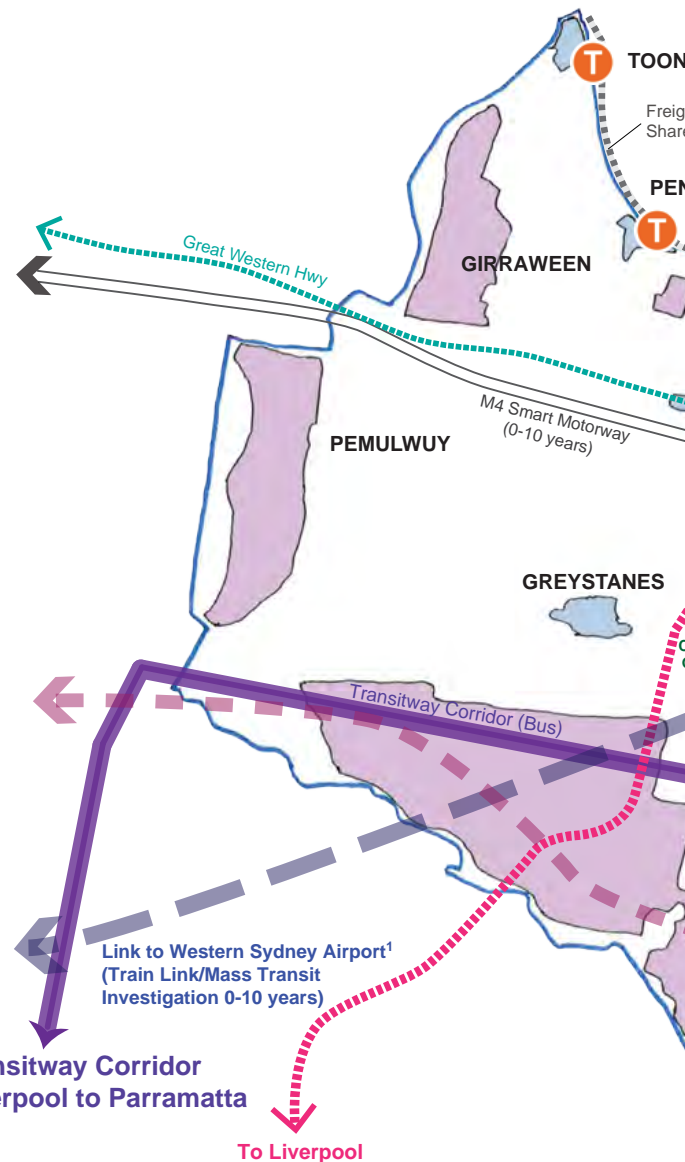 T
TOON
Freig
Share
PEN
T
Great Western Hwy
GIRRAWEEN
M4 Smart Motorway
(0-10 years)
PEMULWUY
GREYSTANES
Transitway Corridor (Bus)
Link to Western Sydney Airport¹
(Train Link/Mass Transit
Investigation 0-10 years)
nsitway Corridor
erpool to Parramatta
To Liverpool